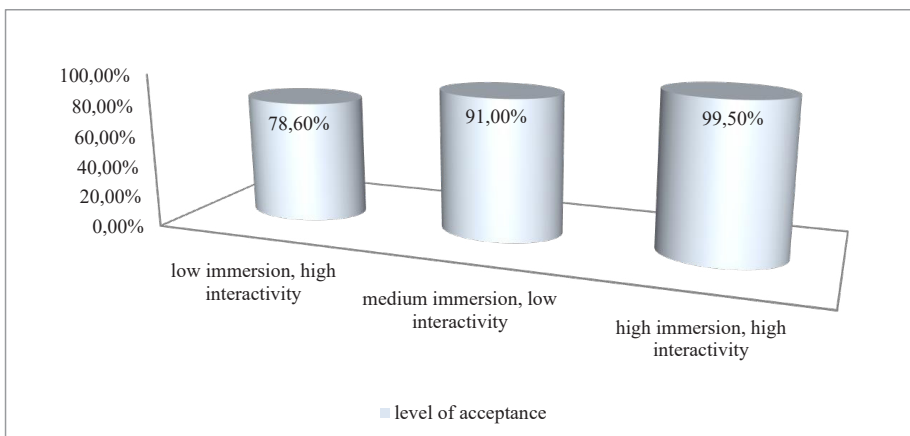 100,00%
80,00%
60,00%
40,00%
20,00%
0,00%
78,60%
91,00%
99,50%
low immersion, high
interactivity
medium immersion, low
interactivity
high immersion, high
interactivity
level of acceptance